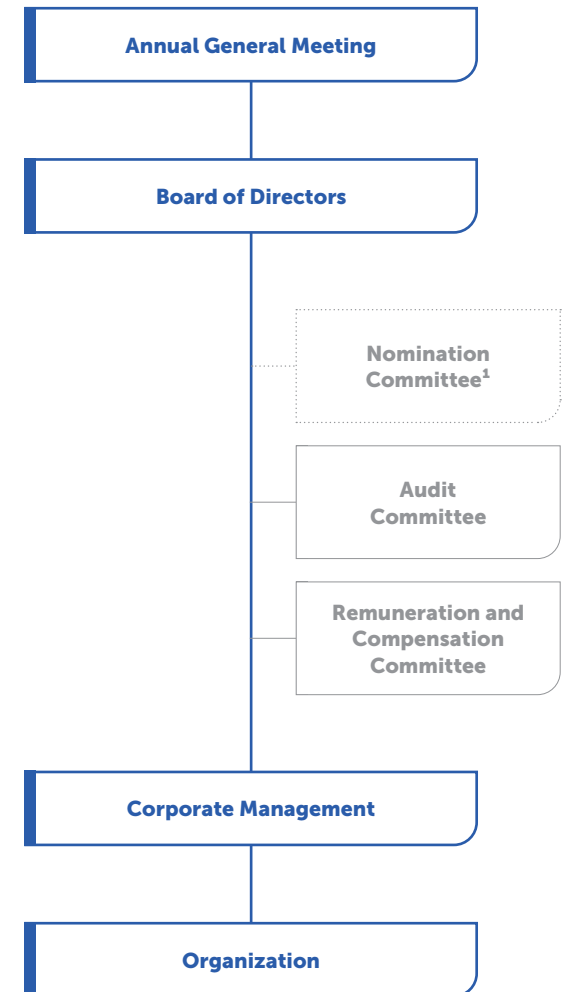 Annual General Meeting
Board of Directors
Nomination
Committee¹
Audit
Committee
Remuneration and
Compensation
Committee
Corporate Management
Organization